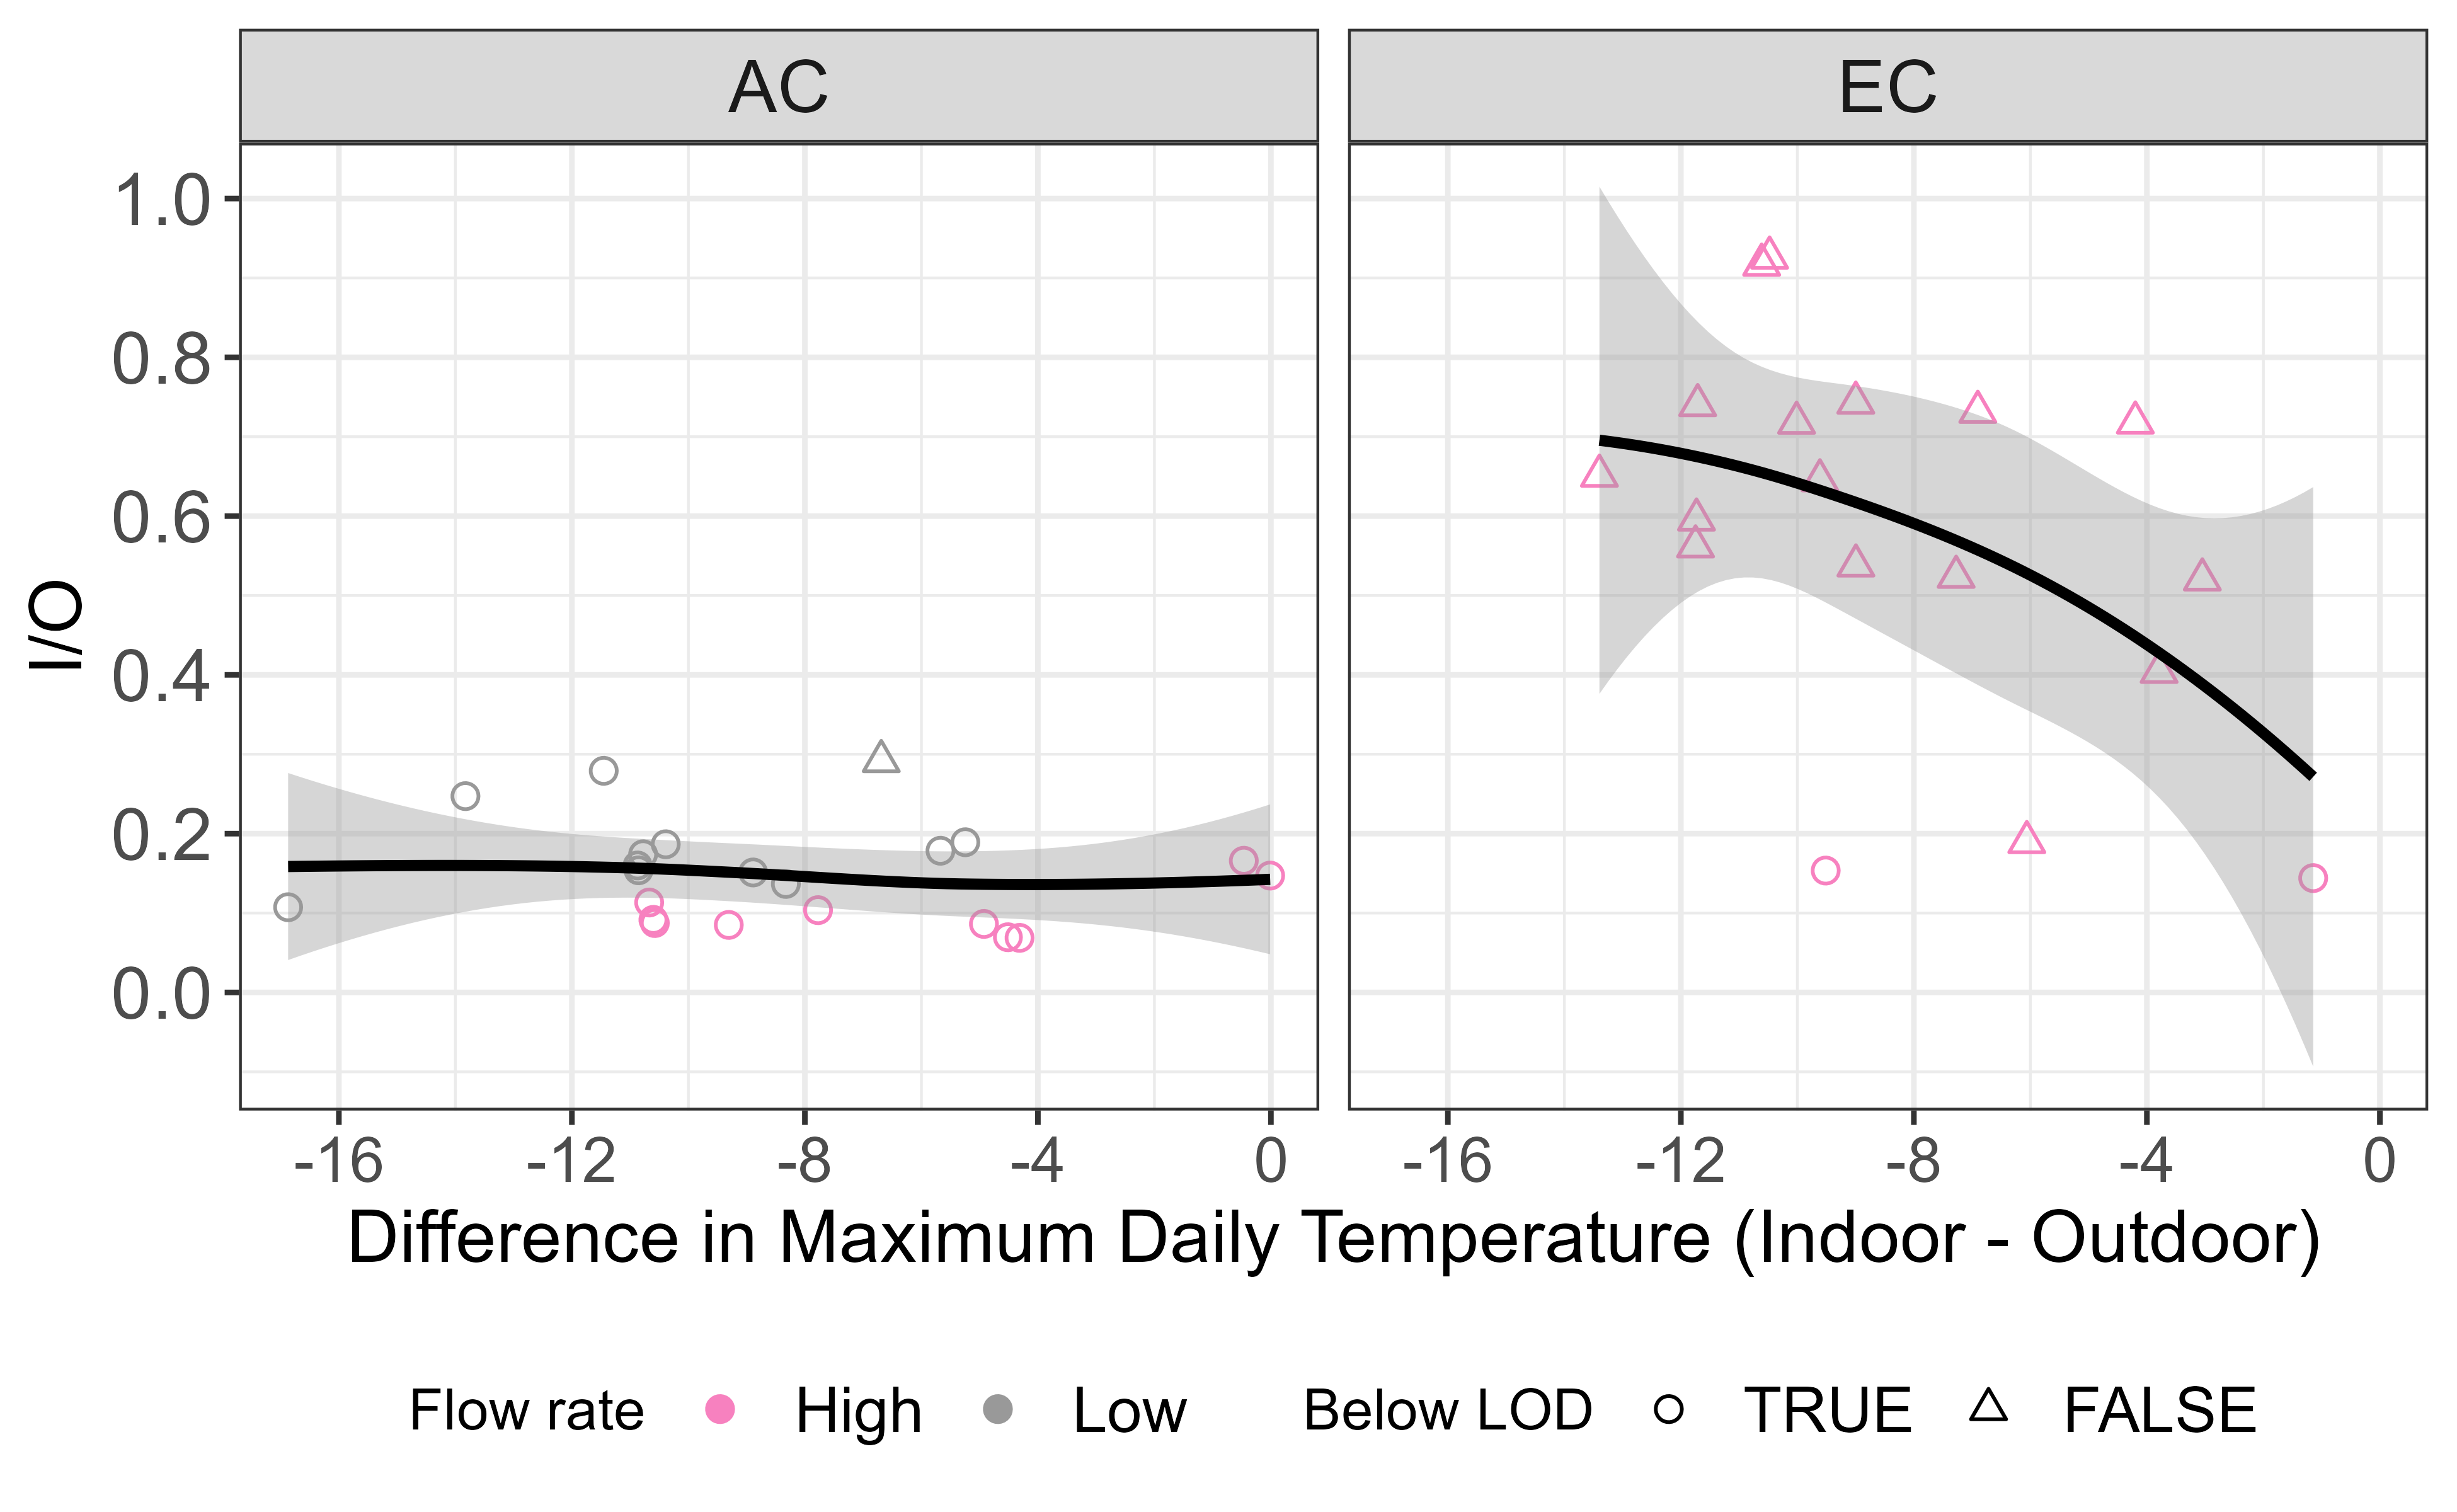 AC
EC
1.0
0.8
0.6
0.4
0.2
0.0
I/O
-16 -12 -8 -4 0 -16 -12 -8 -4 0
Difference in Maximum Daily Temperature (Indoor - Outdoor)
Flow rate High Low Below LOD TRUE FALSE